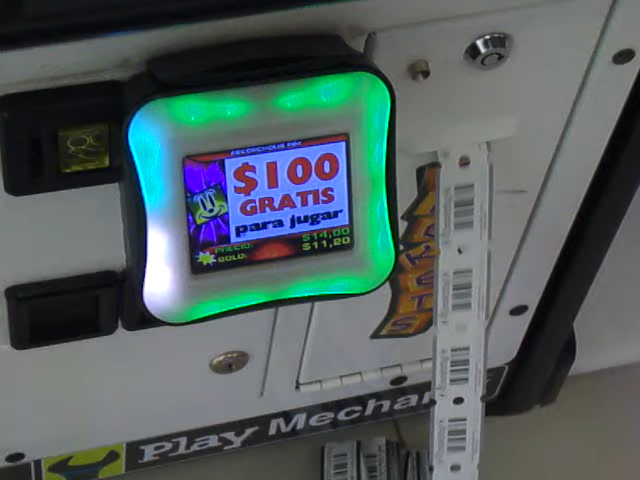 $100
GRATIS
para jugar
PRECIO: $14,00
GOLD: $11,20
TICKETS
Play Mechan